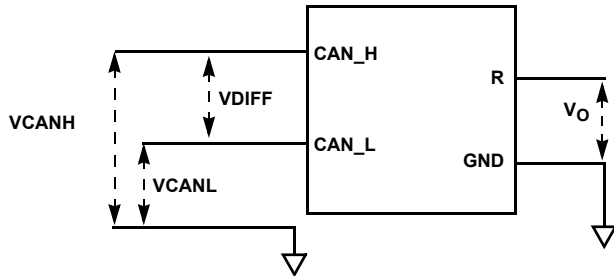 CAN_H
R
VDIFF
VCANH
VO
CAN_L
GND
VCANL